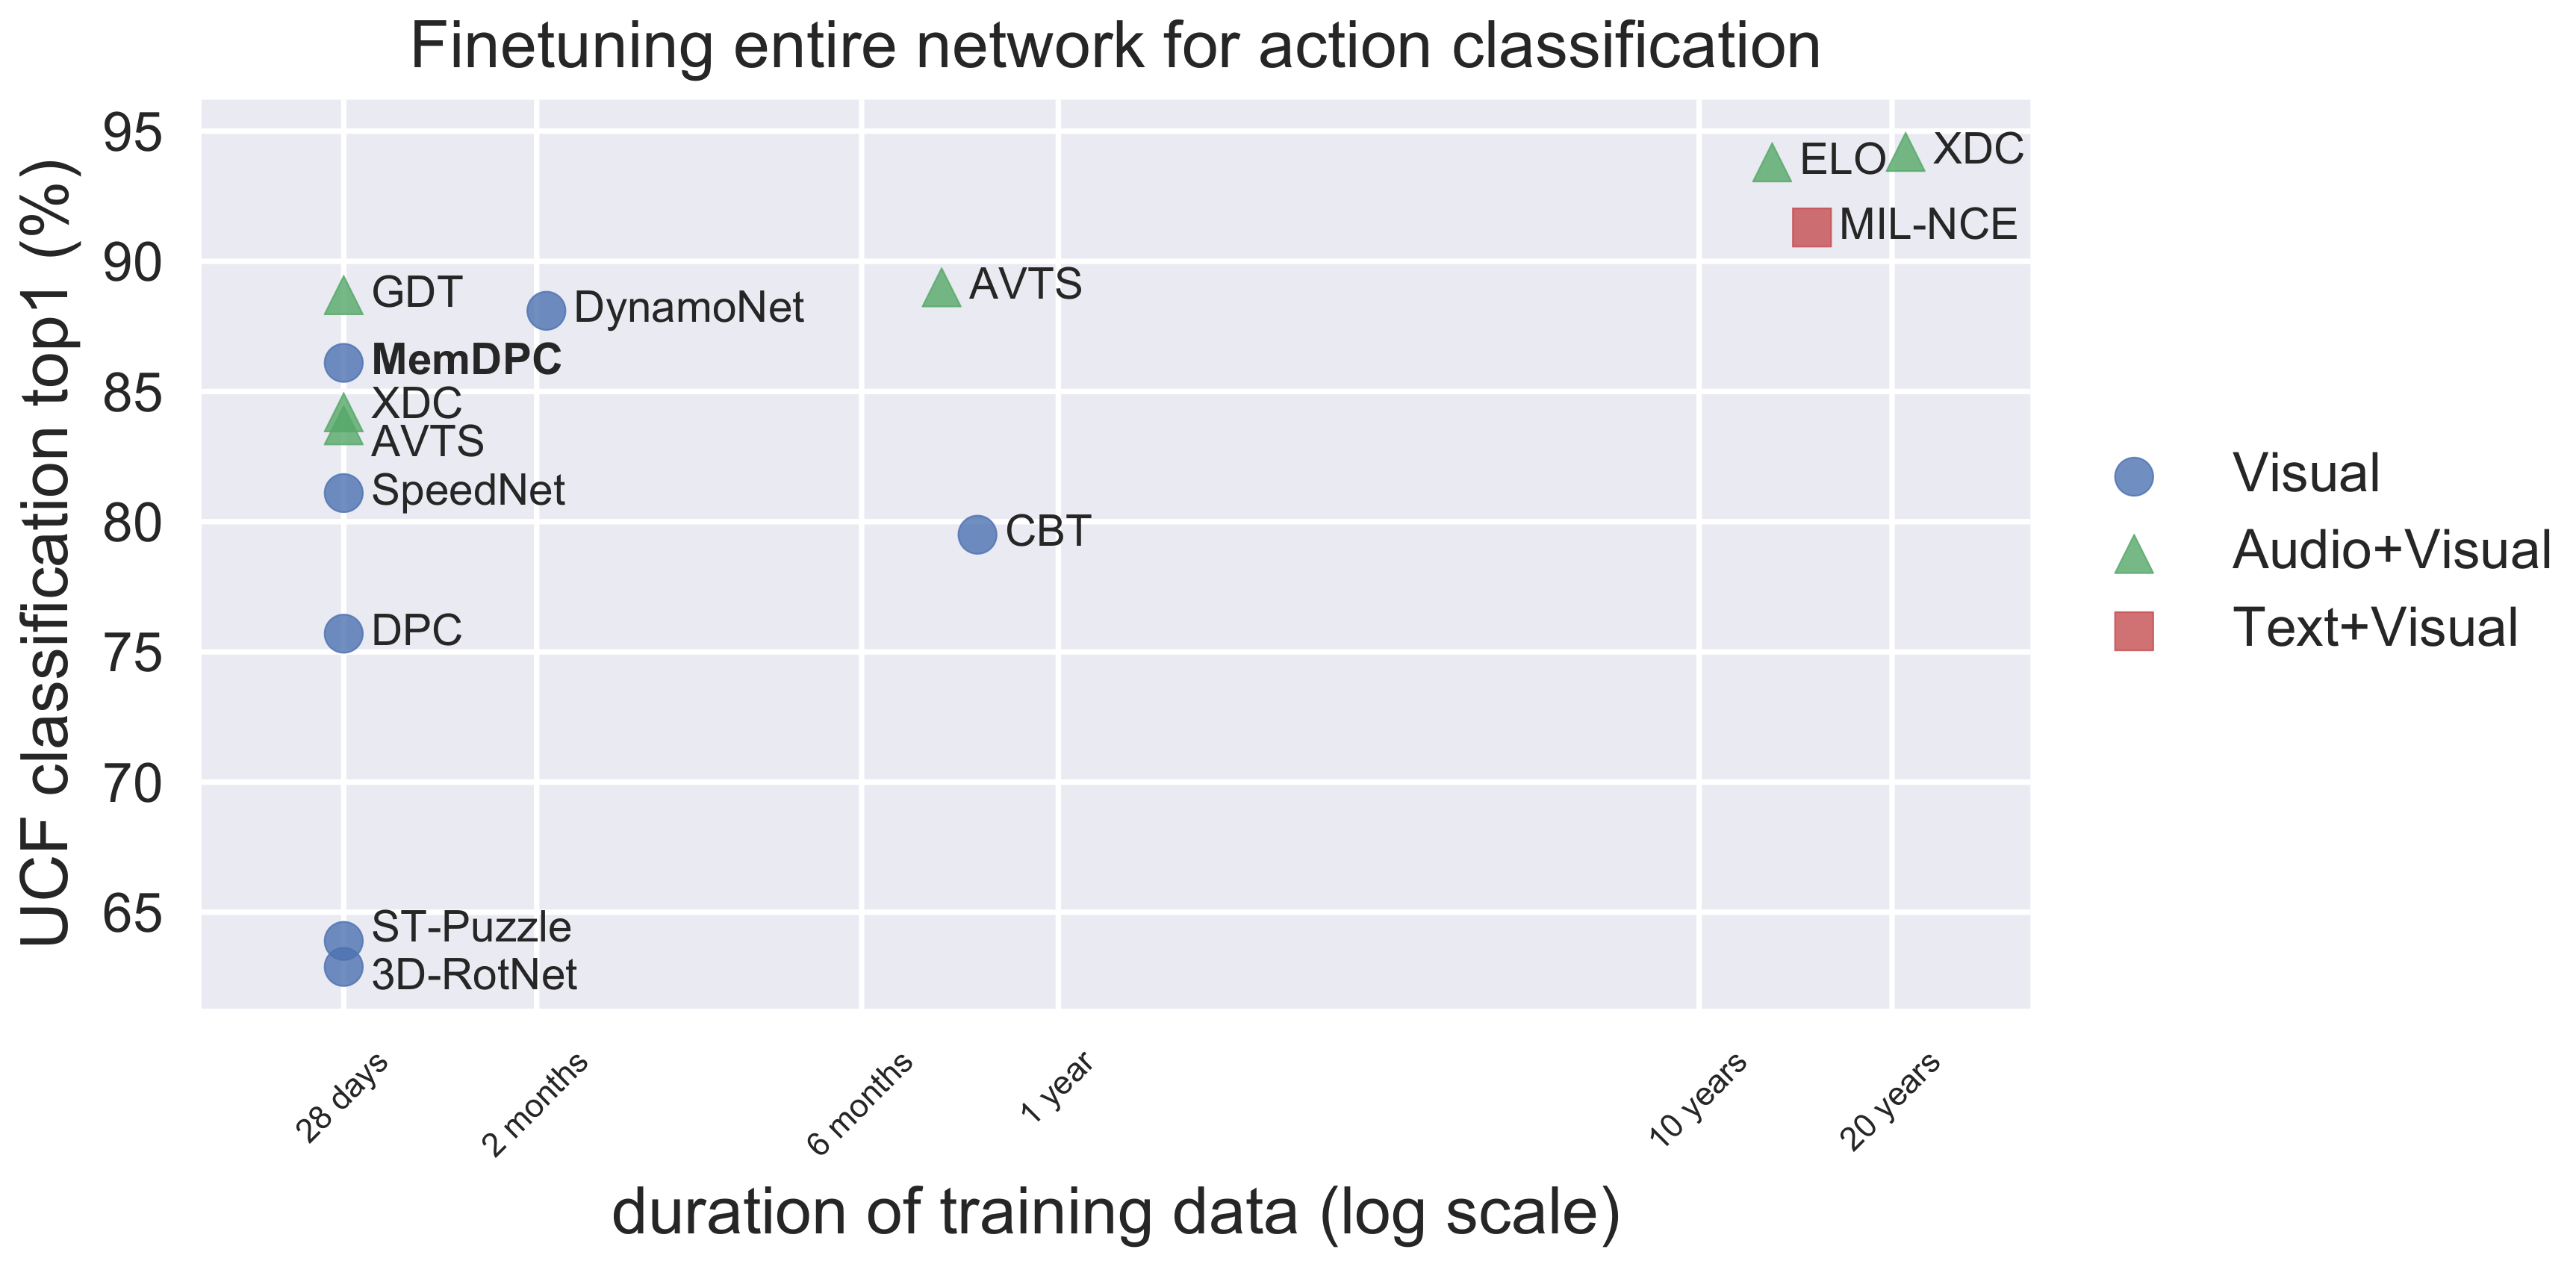 Finetuning entire network for action classification
UCF classification top1 (%)
95
90
85
80
75
70
65
ELO
XDC
MIL-NCE
GDT
AVTS
DynamoNet
MemDPC
XDC
AVTS
SpeedNet
CBT
DPC
ST-Puzzle
3D-RotNet
Visual
Audio+Visual
Text+Visual
28 days
2 months
6 months
1 year
10 years
20 years
duration of training data (log scale)